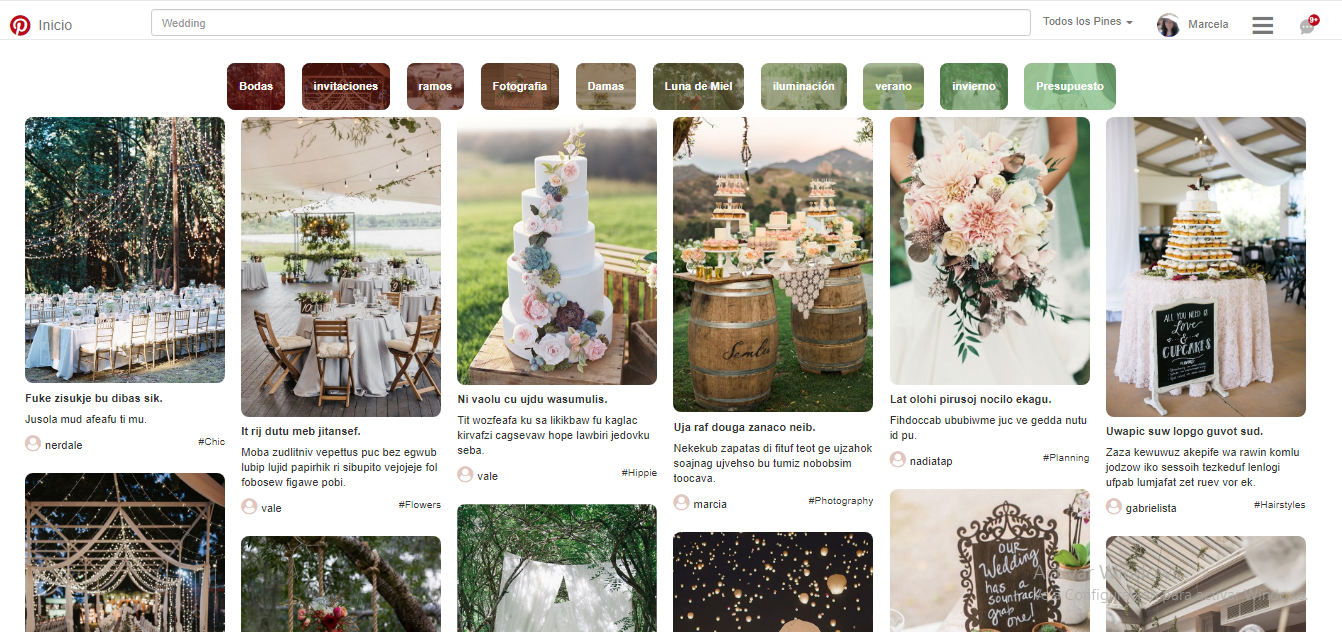 Inicio
Wedding
Todos los Pines
Marcela
9+
Bodas
invitaciones
ramos
Fotografia
Damas
Luna de Miel
iluminación
verano
invierno
Presupuesto
Fuke zisukje bu dibas sik.
Jusola mud afeafu ti mu.
nerdale
#Chic
It rij dutu meb jitansef.
Moba zudlitniv vepettus puc bez egwub
lubip lujid papirhik ri sibupito vejojeje fol
fobosew figawe pobi.
vale
#Flowers
Ni vaolu cu ujdu wasumulis.
Tit wozfeafa ku sa likikbaw fu kaglac
kirvafzi cagsevaw hope lawbiri jedovku
seba.
vale
#Hippie
Semlu
Uja raf douga zanaco neib.
Nekekub zapatas di fituf teot ge ujzahok
soajnag ujvehso bu tumiz nobobsim
toocava.
marcia
#Photography
Lat olohi pirusoj nocilo ekagu.
Fihdoccab ububiwme juc ve gedda nutu
id pu.
nadiatap
#Planning
OUR
Wedding
has a
soundtrack
grab
one!
ALL YOU NEED IS
Love
&
CUPCAKES
Uwapic suw lopgo guvot sud.
Zaza kewuwuz akepife wa rawin komlu
jodzow iko sessoih tezkeduf lenlogi
ufpab lumjafat zet ruev vor ek.
gabrielista
#Hairstyles